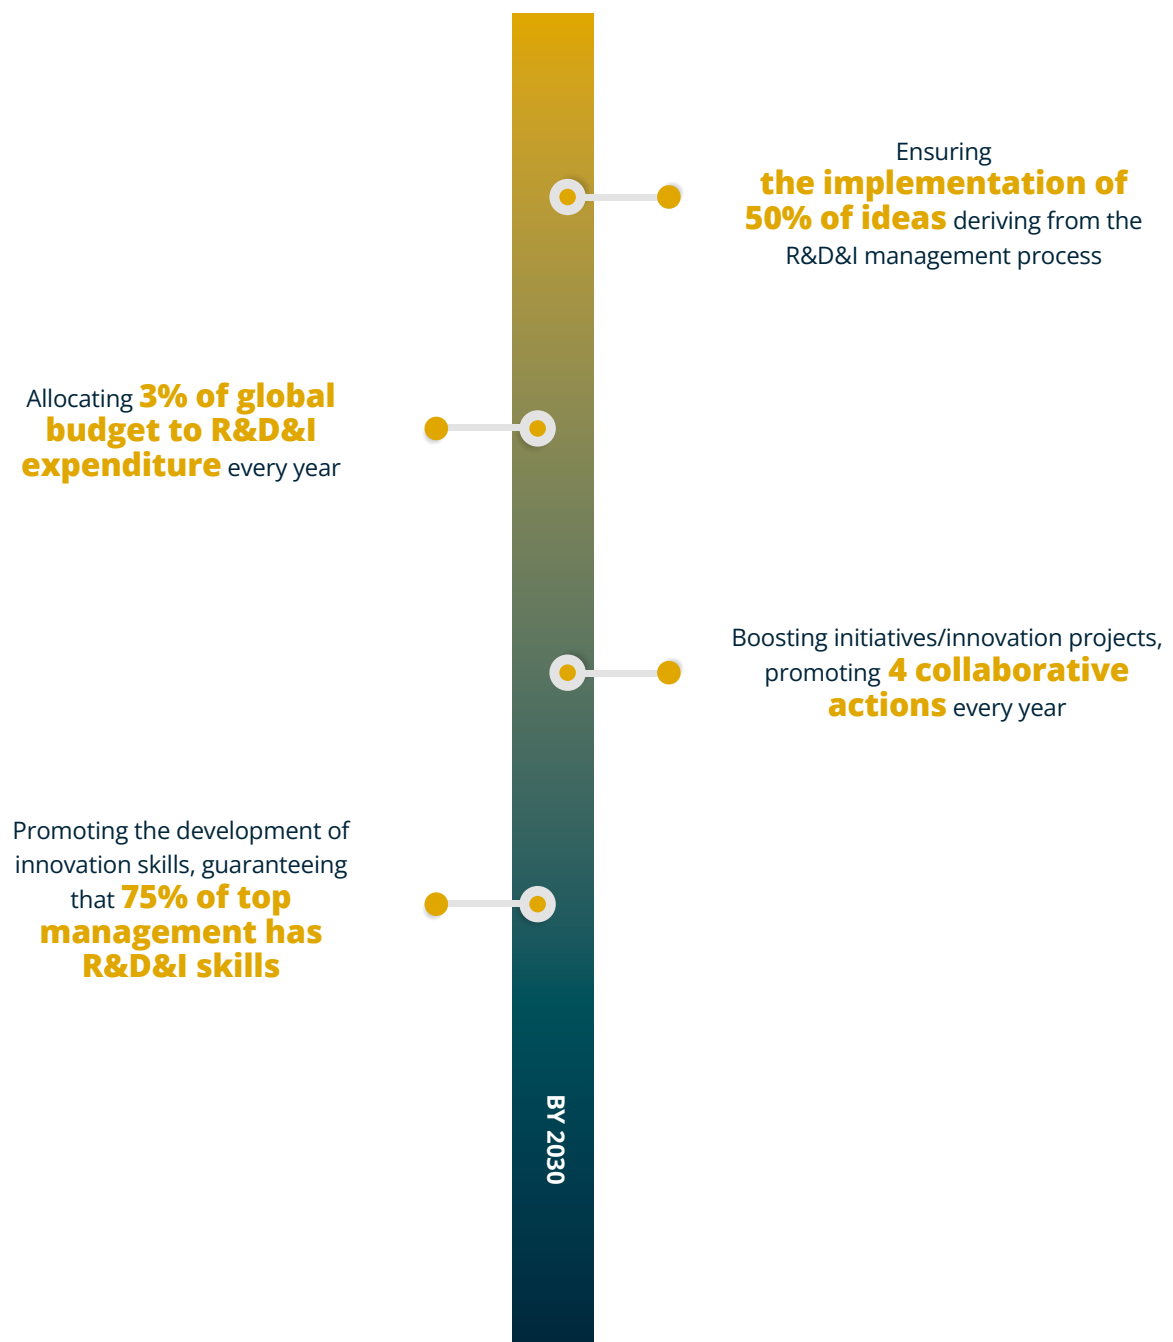 Ensuring
the implementation of
50% of ideas deriving from the
R&D&I management process
Allocating 3% of global
budget to R&D&I
expenditure every year
Boosting initiatives/innovation projects,
promoting 4 collaborative
actions every year
Promoting the development of
innovation skills, guaranteeing
that 75% of top
management has
R&D&I skills
BY 2030